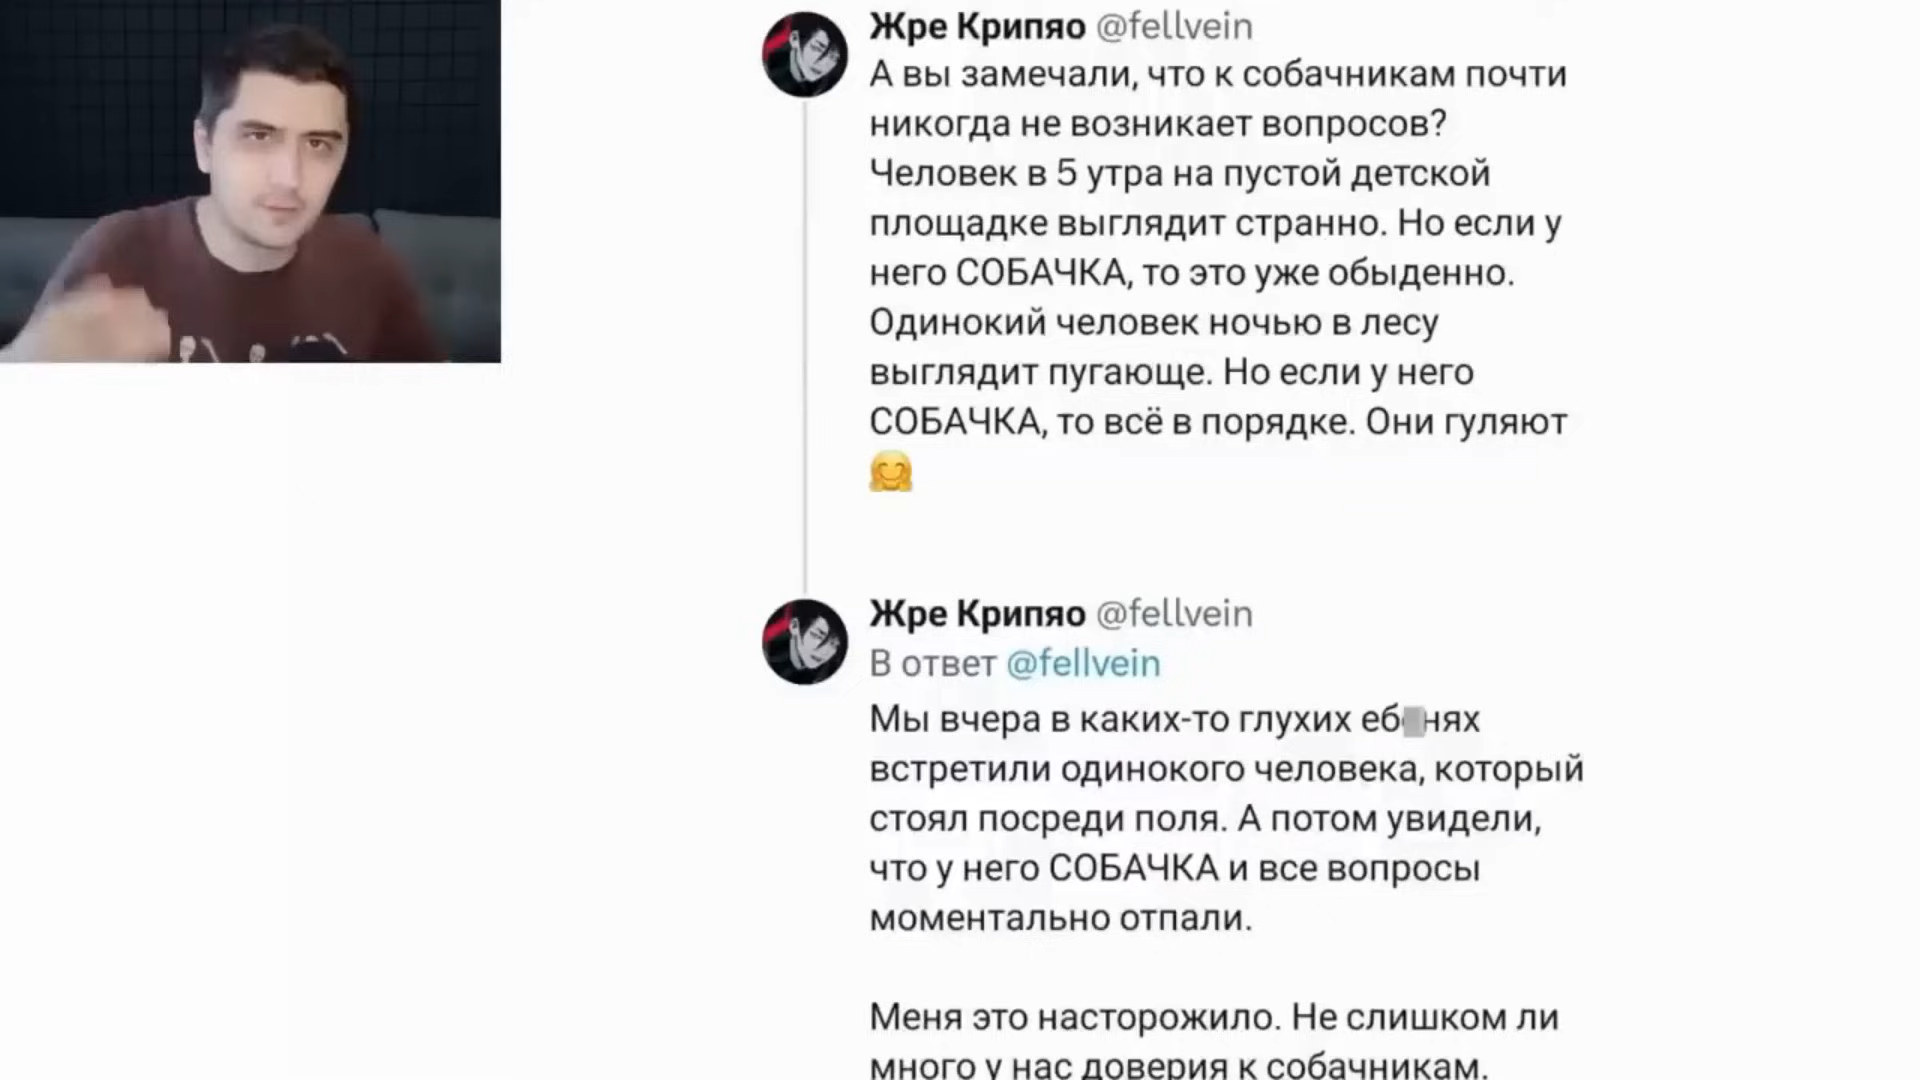 Жре Крипяо @fellvein
А вы замечали, что к собачникам почти
никогда не возникает вопросов?
Человек в 5 утра на пустой детской
площадке выглядит странно. Но если у
него СОБАЧКА, то это уже обыденно.
Одинокий человек ночью в лесу
выглядит пугающе. Но если у него
СОБАЧКА, то всё в порядке. Они гуляют
🤗
Жре Крипяо @fellvein
В ответ @fellvein
Мы вчера в каких-то глухих
встретили одинокого человека, который
стоял посреди поля. А потом увидели,
что у него СОБАЧКА и все вопросы
моментально отпали.
Меня это насторожило. Не слишком ли
много у нас доверия к собачникам.